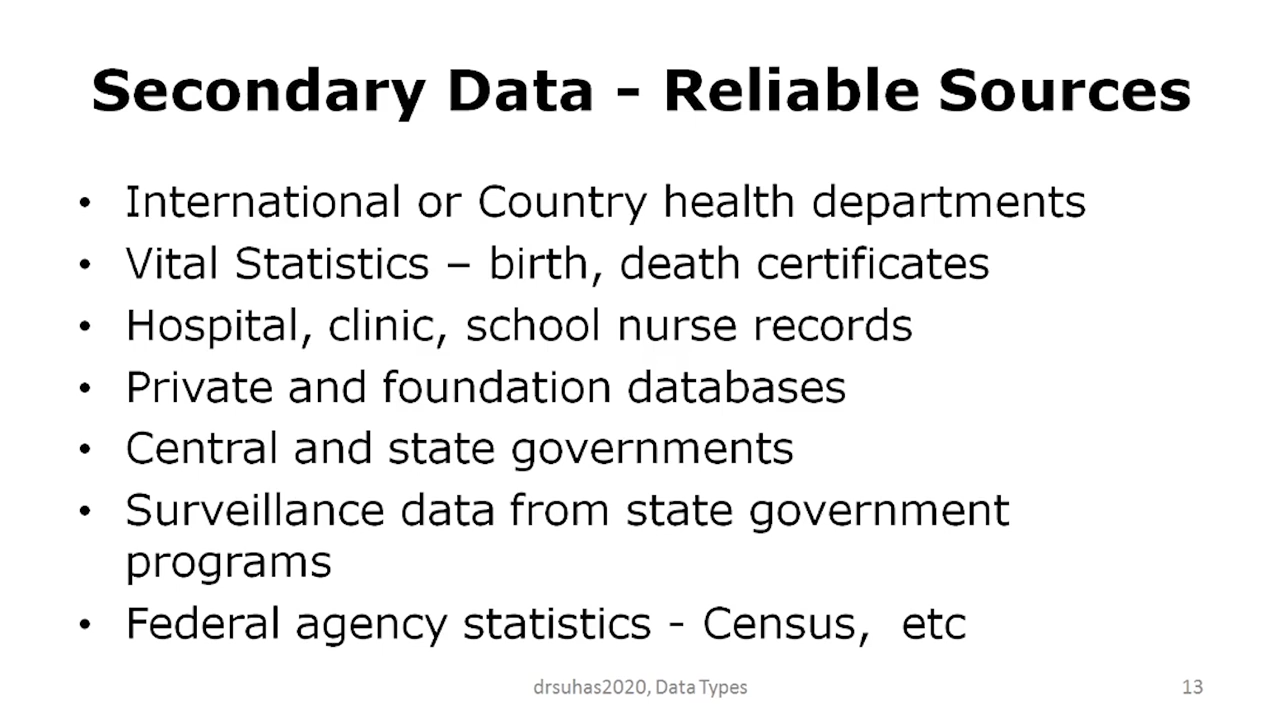 Secondary Data - Reliable Sources
• International or Country health departments
• Vital Statistics – birth, death certificates
• Hospital, clinic, school nurse records
• Private and foundation databases
• Central and state governments
• Surveillance data from state government
programs
• Federal agency statistics - Census,  etc
drsuhas2020, Data Types
13